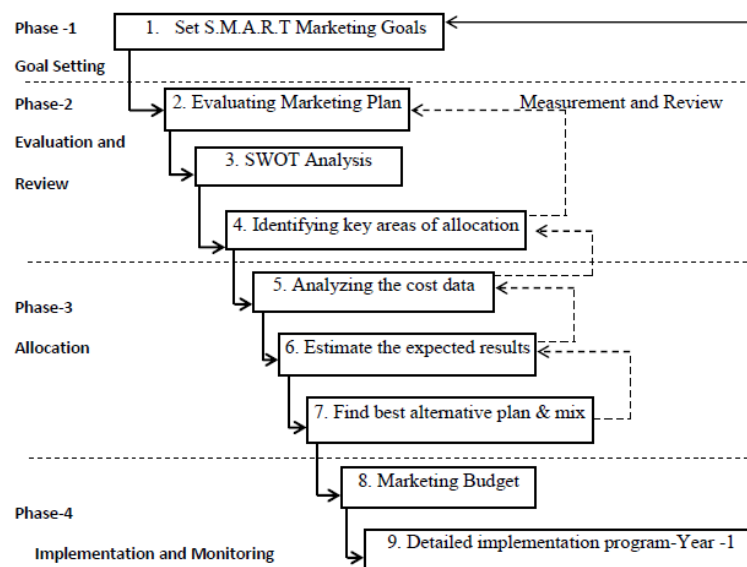 Phase -1
1. Set S.M.A.R.T Marketing Goals
Goal Setting
Phase-2
2. Evaluating Marketing Plan
Measurement and Review
Evaluation and
Review
3. SWOT Analysis
4. Identifying key areas of allocation
5. Analyzing the cost data
Phase-3
Allocation
6. Estimate the expected results
7. Find best alternative plan & mix
8. Marketing Budget
Phase-4
Implementation and Monitoring
9. Detailed implementation program-Year -1